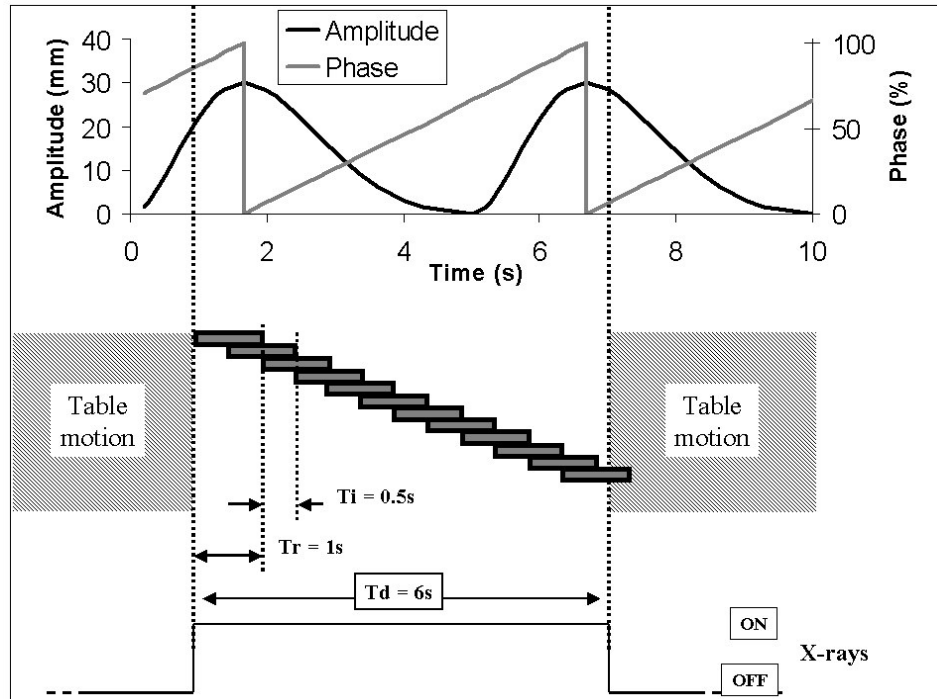 Amplitude
Phase
Amplitude (mm)
40
30
20
10
0
100
50
0
Phase (%)
0 2 4 6 8 10
Time (s)
Table
motion
Table
motion
Ti = 0.5s
Tr = 1s
Td = 6s
ON
X-rays
OFF